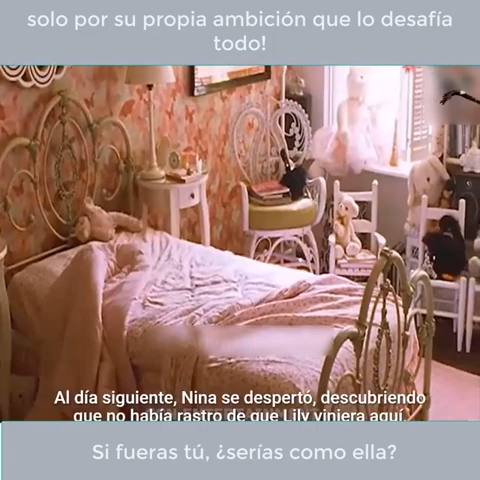 solo por su propia ambición que lo desafía
todo!
Al día siguiente, Nina se despertó, descubriendo
que no había rastro de que Lily viniera aquí
Si fueras tú, ¿serías como ella?